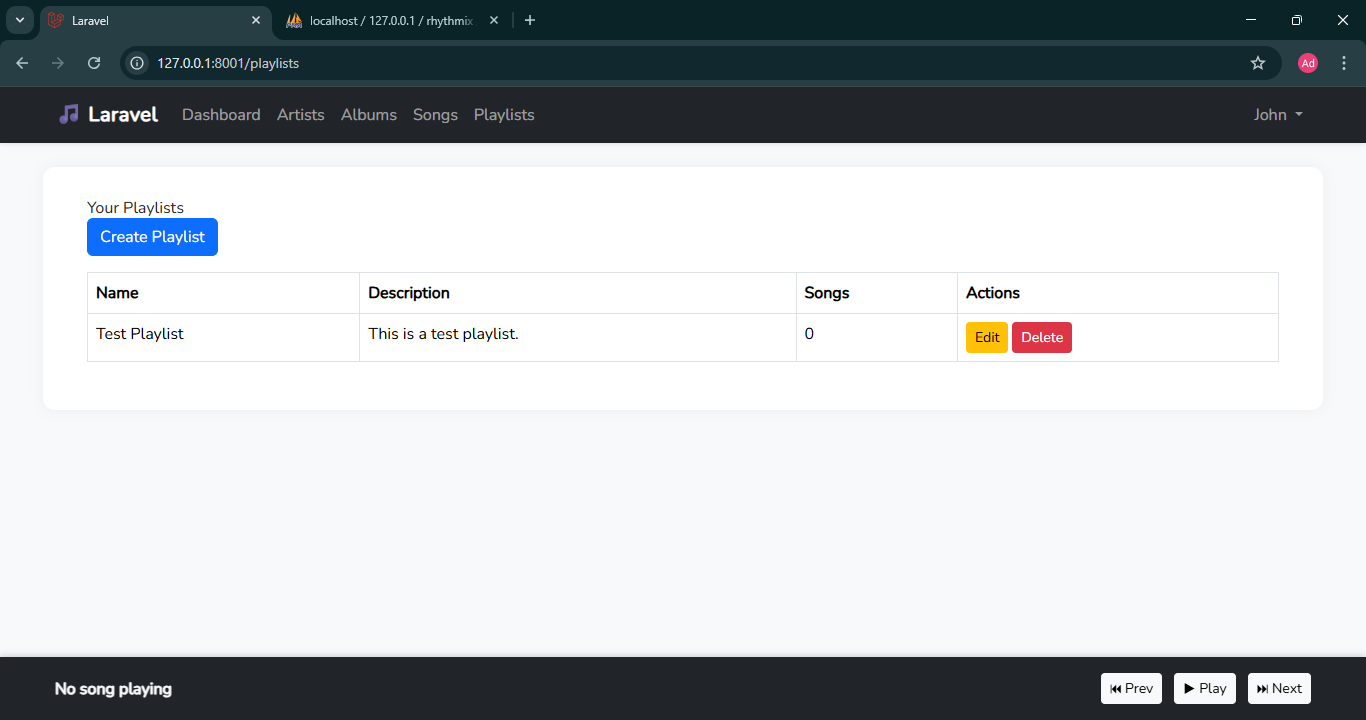 Laravel
localhost / 127.0.0.1 / rhythmix
127.0.0.1:8001/playlists
Ad
Laravel Dashboard Artists Albums Songs Playlists John
Your Playlists
Create Playlist
Name Description Songs Actions
Test Playlist This is a test playlist. 0 Edit Delete
No song playing Prev Play Next